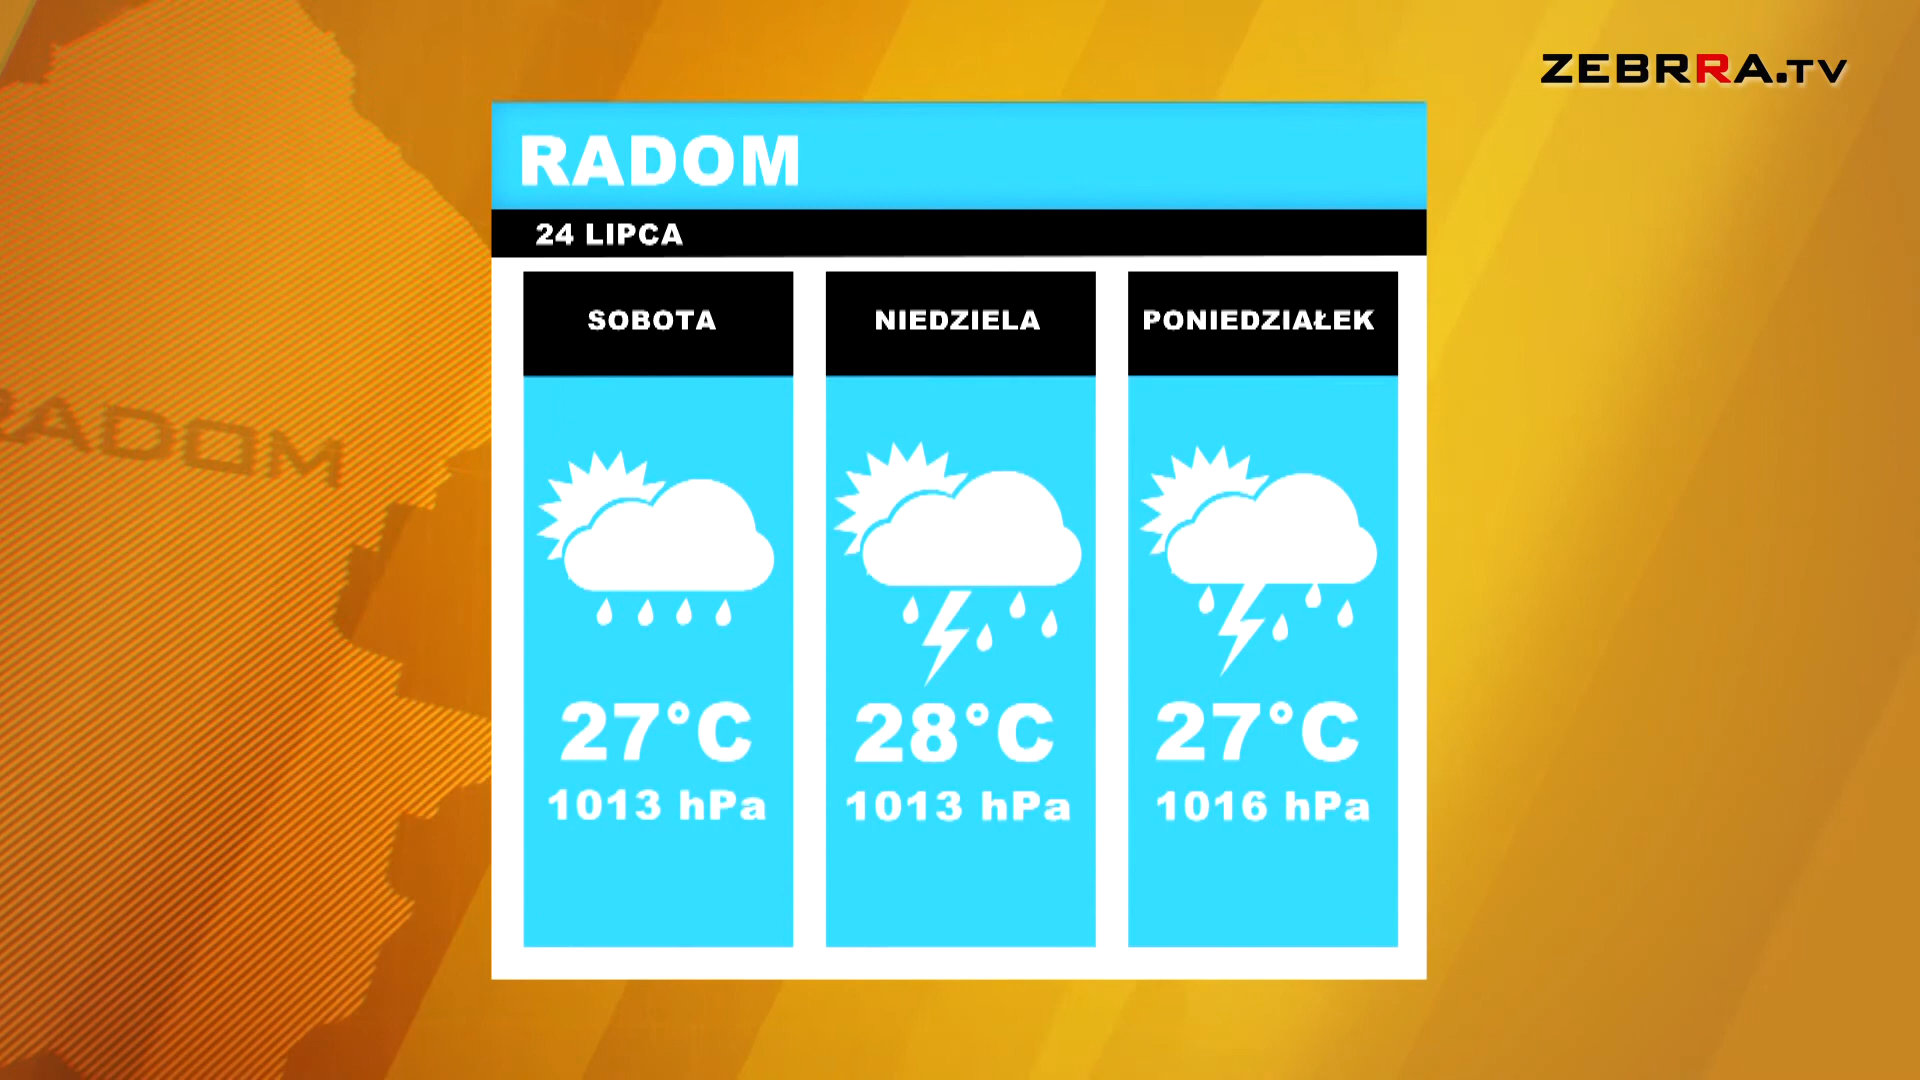 ZEBRRA.TV
RADOM
24 LIPCA
SOBOTA
NIEDZIELA
PONIEDZIAŁEK
27°C
28°C
27°C
1013 hPa
1013 hPa
1016 hPa
RADOM